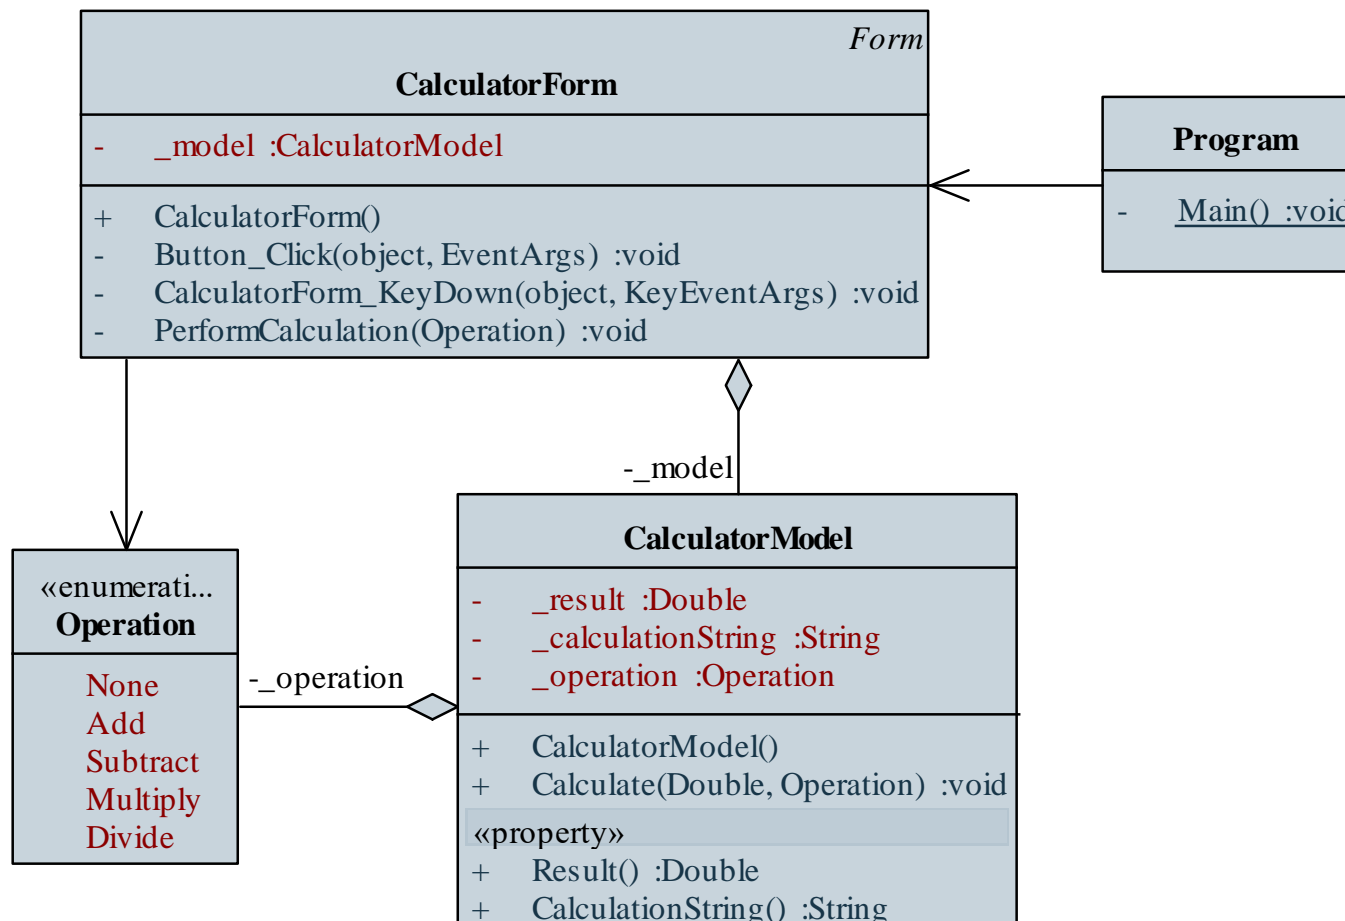 Form
CalculatorForm
- _model :CalculatorModel
+ CalculatorForm()
- Button_Click(object, EventArgs) :void
- CalculatorForm_KeyDown(object, KeyEventArgs) :void
- PerformCalculation(Operation) :void
Program
- Main() :void
-_model
CalculatorModel
- _result :Double
- _calculationString :String
- _operation :Operation
+ CalculatorModel()
+ Calculate(Double, Operation) :void
«property»
+ Result() :Double
+ CalculationString() :String
«enumerati...
Operation
None
Add
Subtract
Multiply
Divide
-_operation